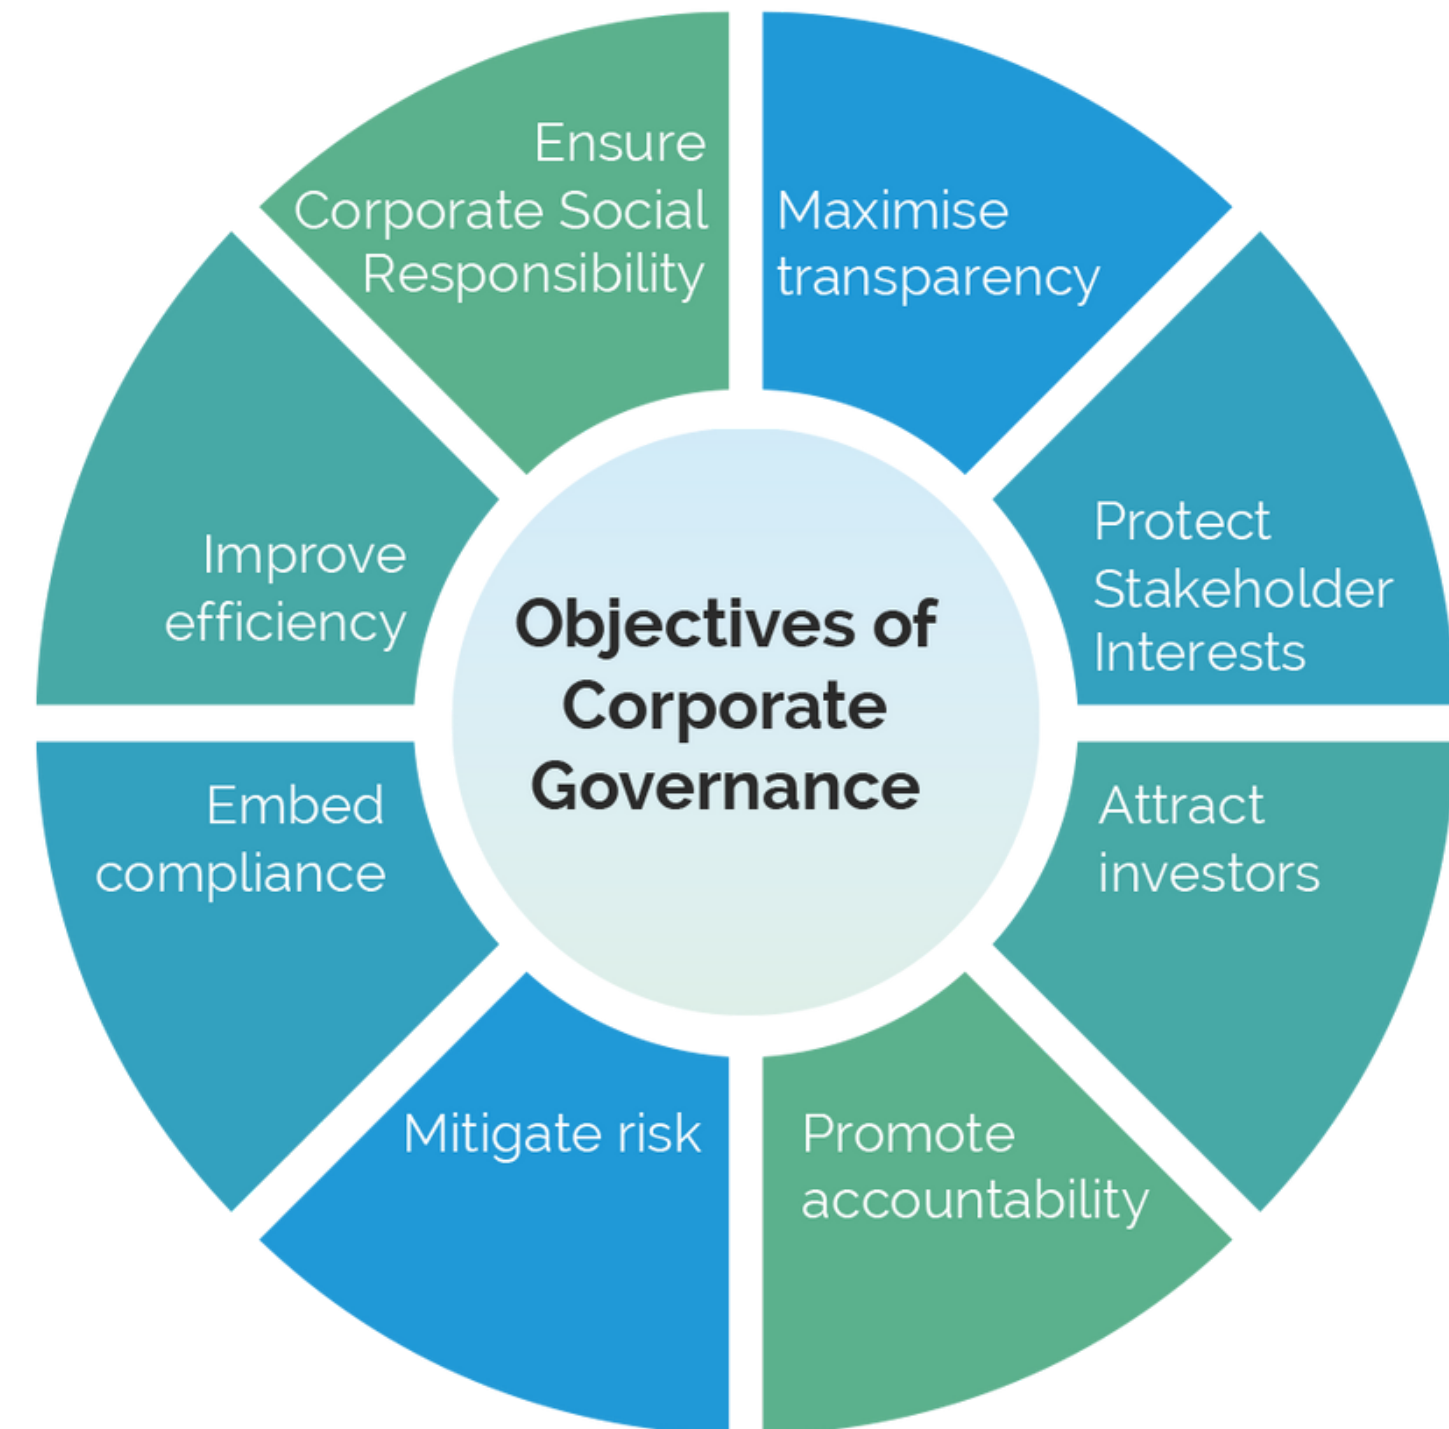 Ensure
Corporate Social
Responsibility
Maximise
transparency
Protect
Stakeholder
Interests
Attract
investors
Promote
accountability
Mitigate risk
Embed
compliance
Improve
efficiency
Objectives of
Corporate
Governance